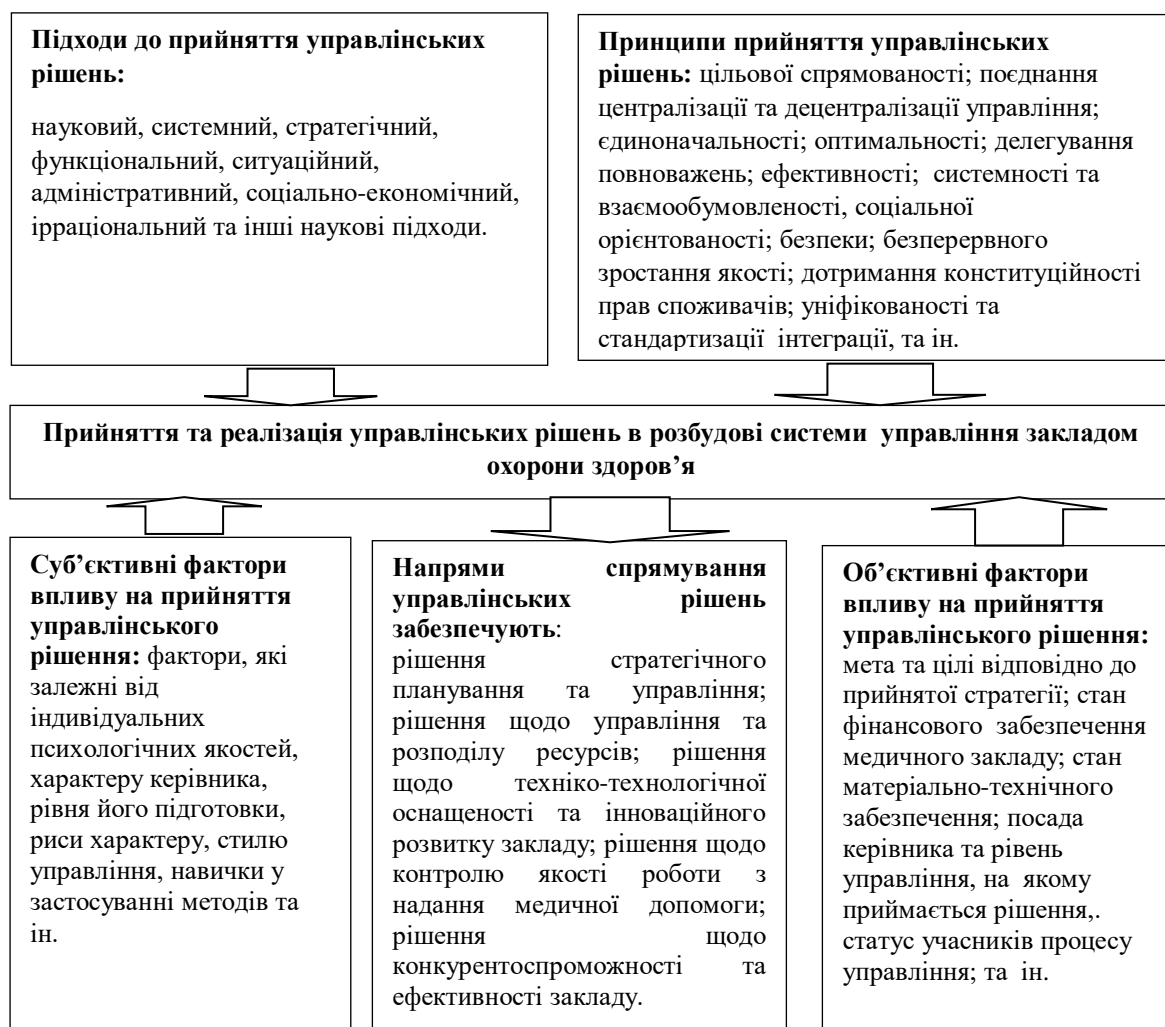 Підходи до прийняття управлінських
рішень:
науковий, системний, стратегічний,
функціональний, ситуаційний,
адміністративний, соціально-економічний,
ірраціональний та інші наукові підходи.
Принципи прийняття управлінських
рішень: цільової спрямованості; поєднання
централізації та децентралізації управління;
єдиноначальності; оптимальності; делегування
повноважень; ефективності; системності та
взаємообумовленості, соціальної
орієнтованості; безпеки; безперервного
зростання якості; дотримання конституційності
прав споживачів; уніфікованості та
стандартизації інтеграції, та ін.
Прийняття та реалізація управлінських рішень в розбудові системи управління закладом
охорони здоров’я
Суб’єктивні фактори
впливу на прийняття
управлінського
рішення: фактори, які
залежні від
індивідуальних
психологічних якостей,
характеру керівника,
рівня його підготовки,
риси характеру, стилю
управління, навички у
застосуванні методів та
ін.
Напрями спрямування
управлінських рішень
забезпечують:
рішення стратегічного
планування та управління;
рішення щодо управління та
розподілу ресурсів; рішення
щодо техніко-технологічної
оснащеності та інноваційного
розвитку закладу; рішення щодо
контролю якості роботи з
надання медичної допомоги;
рішення щодо
конкурентоспроможності та
ефективності закладу.
Об’єктивні фактори
впливу на прийняття
управлінського рішення:
мета та цілі відповідно до
прийнятої стратегії; стан
фінансового забезпечення
медичного закладу; стан
матеріально-технічного
забезпечення; посада
керівника та рівень
управління, на якому
приймається рішення,.
статус учасників процесу
управління; та ін.